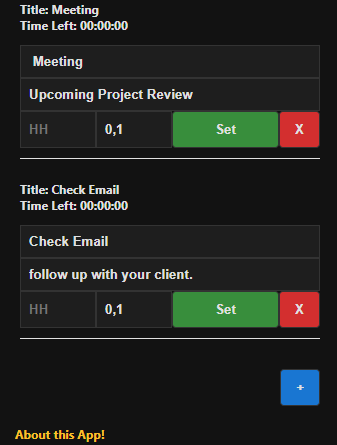 Title: Meeting
Time Left: 00:00:00
Meeting
Upcoming Project Review
HH 0,1 Set X
Title: Check Email
Time Left: 00:00:00
Check Email
follow up with your client.
HH 0,1 Set X
+
About this App!